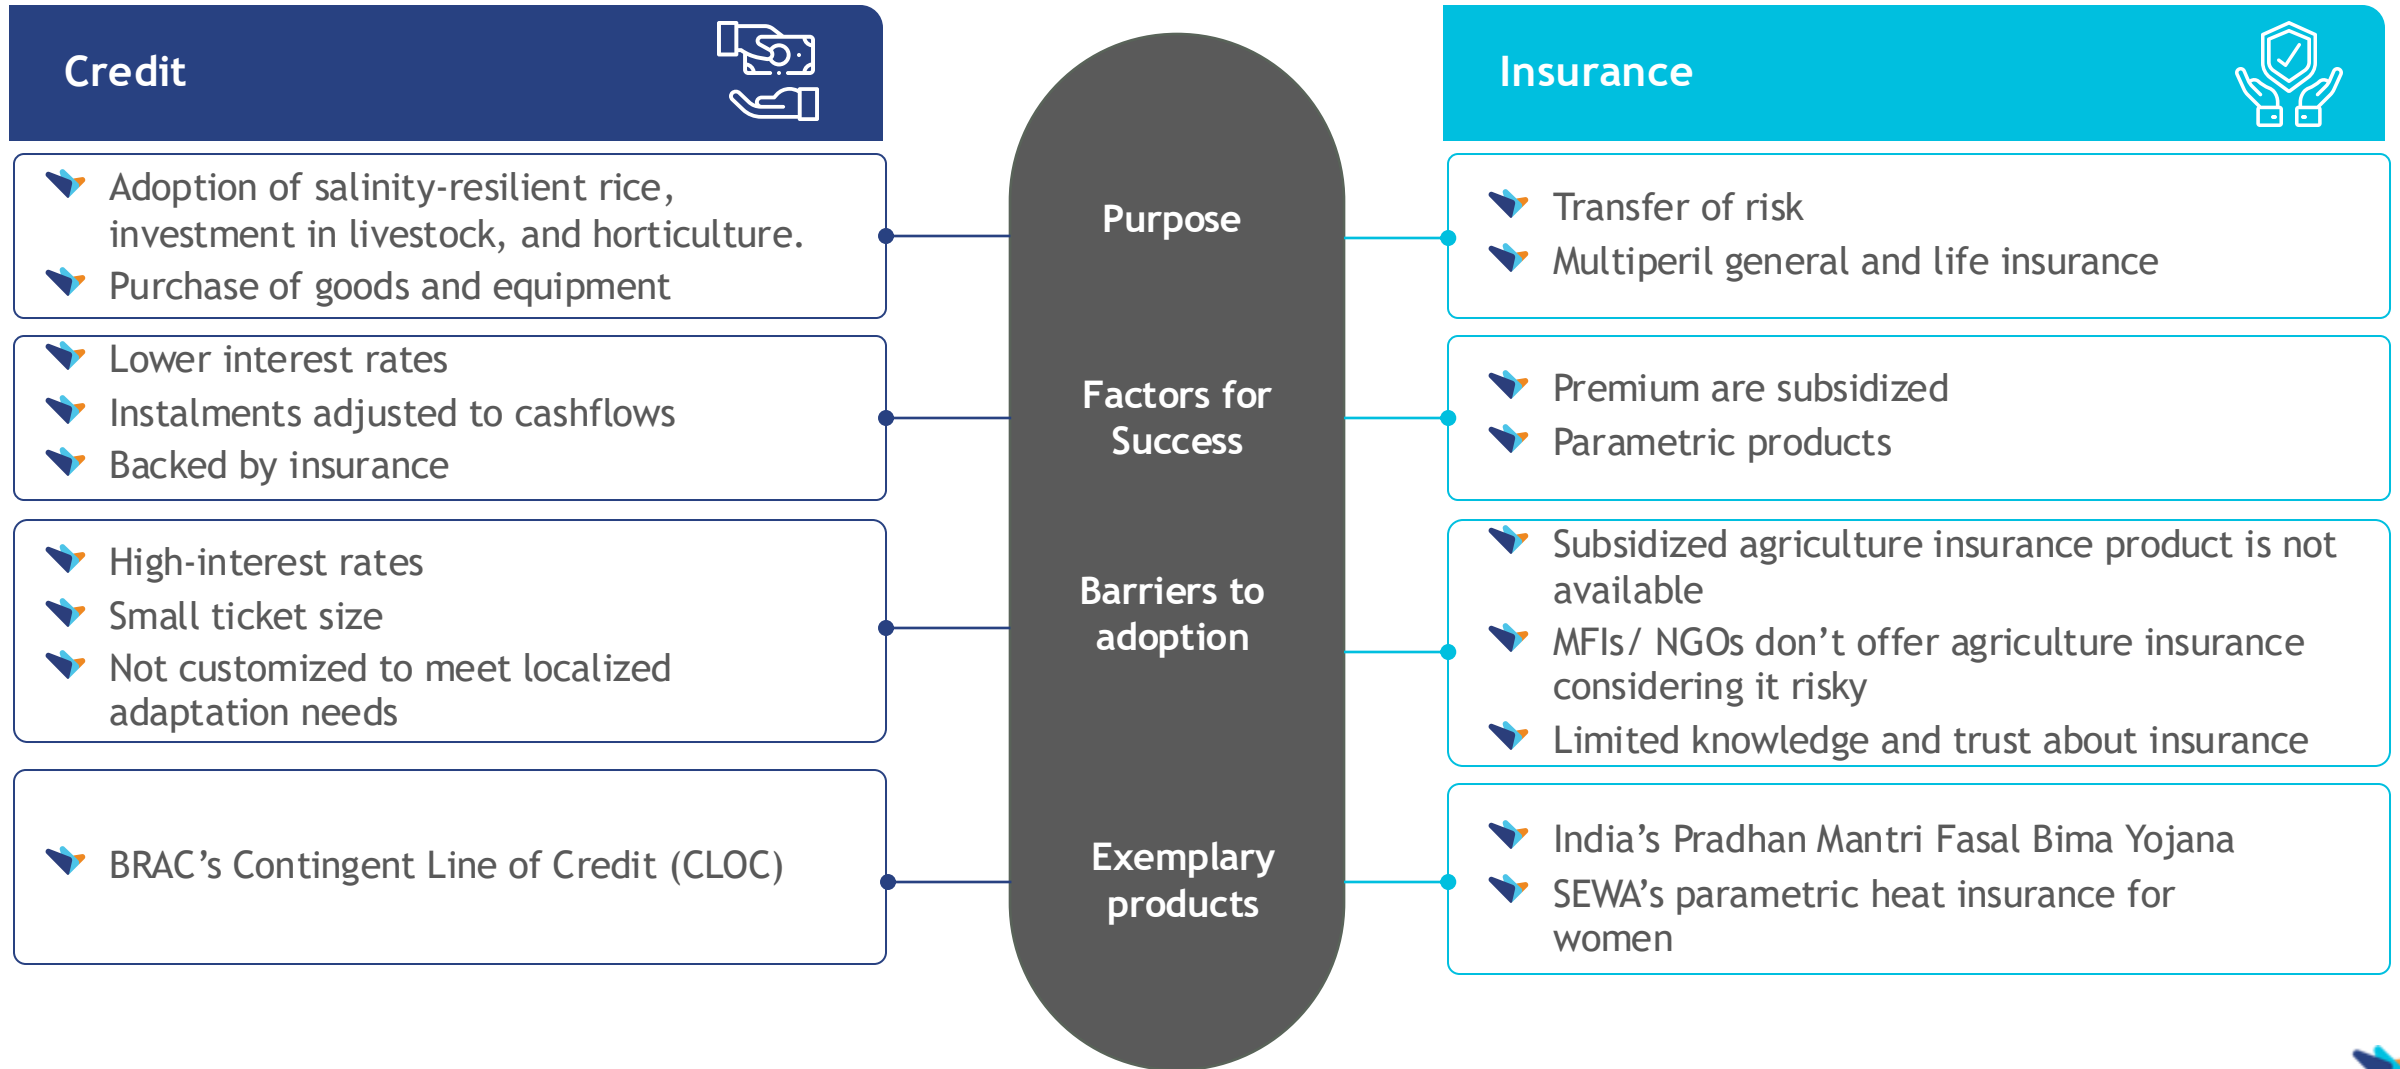 Credit
Adoption of salinity-resilient rice,
investment in livestock, and horticulture.
Purchase of goods and equipment
Lower interest rates
Instalments adjusted to cashflows
Backed by insurance
High-interest rates
Small ticket size
Not customized to meet localized
adaptation needs
BRAC’s Contingent Line of Credit (CLOC)
Purpose
Factors for
Success
Barriers to
adoption
Exemplary
products
Insurance
Transfer of risk
Multiperil general and life insurance
Premium are subsidized
Parametric products
Subsidized agriculture insurance product is not
available
MFIs/ NGOs don’t offer agriculture insurance
considering it risky
Limited knowledge and trust about insurance
India’s Pradhan Mantri Fasal Bima Yojana
SEWA’s parametric heat insurance for
women